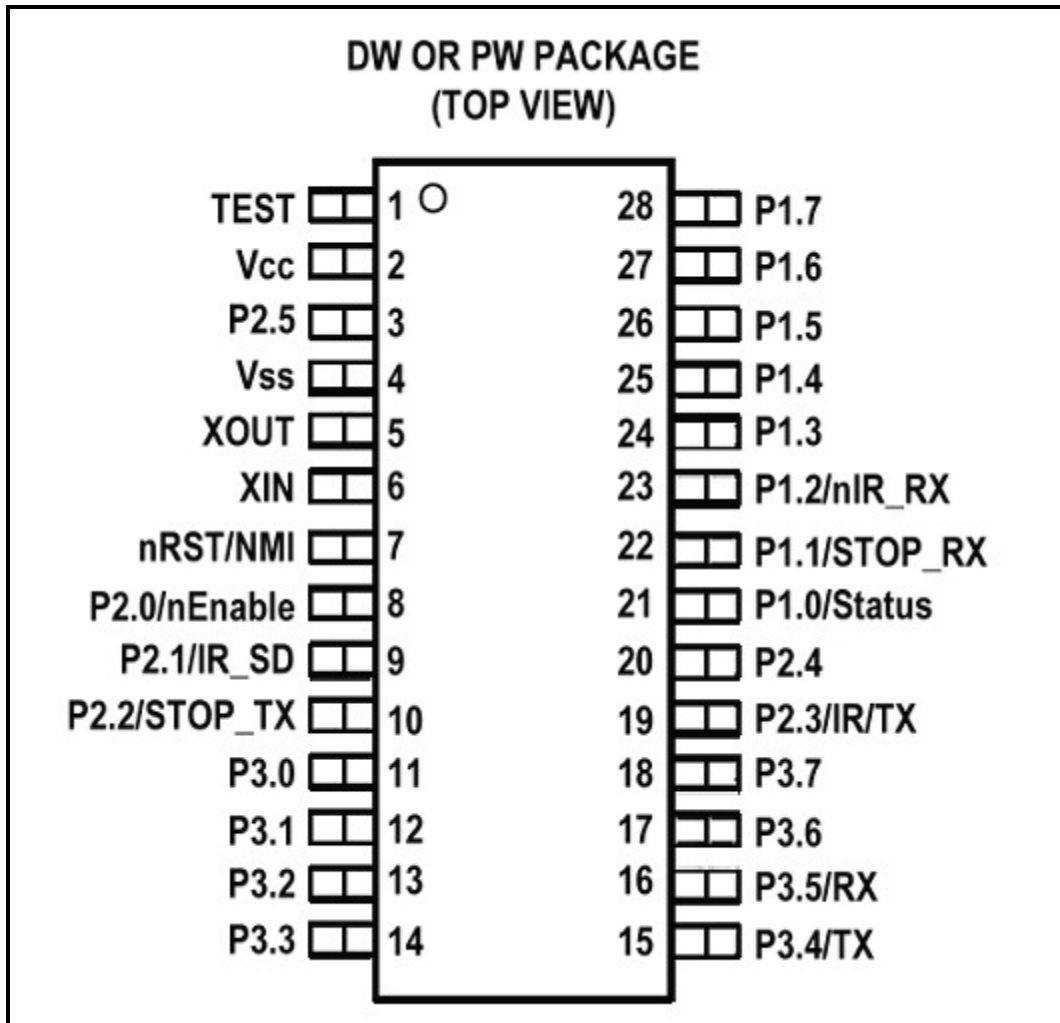 DW OR PW PACKAGE
(TOP VIEW)
TEST 1 28 P1.7
Vcc 2 27 P1.6
P2.5 3 26 P1.5
Vss 4 25 P1.4
XOUT 5 24 P1.3
XIN 6 23 P1.2/nIR_RX
nRST/NMI 7 22 P1.1/STOP_RX
P2.0/nEnable 8 21 P1.0/Status
P2.1/IR_SD 9 20 P2.4
P2.2/STOP_TX 10 19 P2.3/IR/TX
P3.0 11 18 P3.7
P3.1 12 17 P3.6
P3.2 13 16 P3.5/RX
P3.3 14 15 P3.4/TX